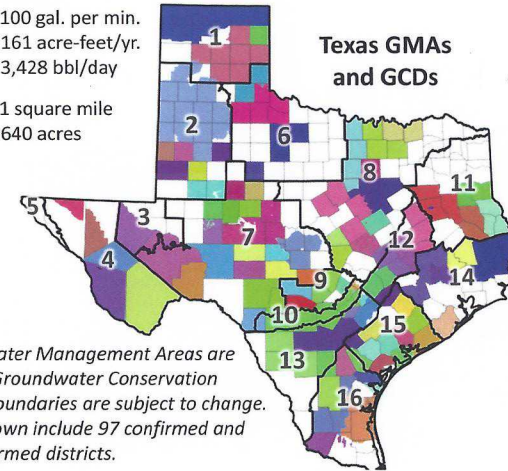 100 gal. per min.
161 acre-feet/yr.
3,428 bbl/day
1 square mile
640 acres
Texas GMAs
and GCDs
1
2
6
8
11
5
3
7
12
4
9
14
10
15
13
16
ater Management Areas are
Groundwater Conservation
oundaries are subject to change.
own include 97 confirmed and
rmed districts.